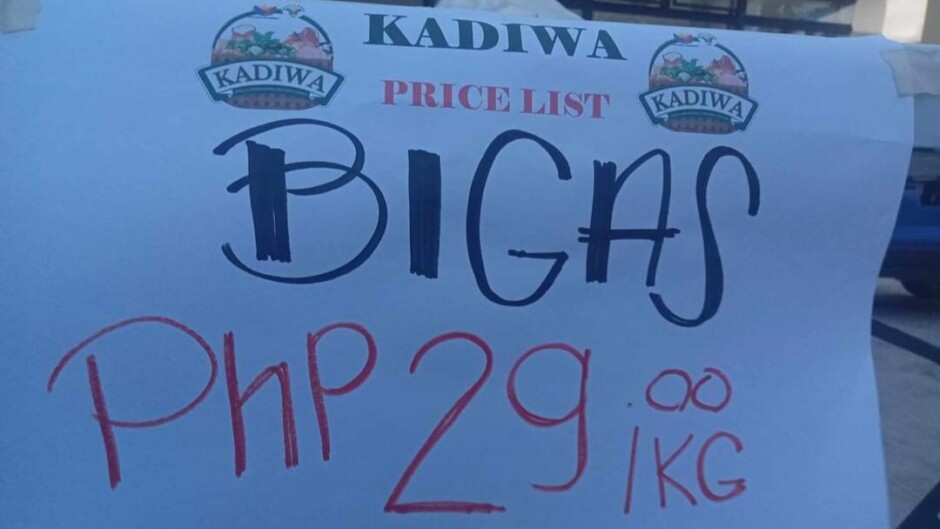 KADIWA
KADIWA
KADIWA
PRICE LIST
BIGAS
PhP 29.00
/KG